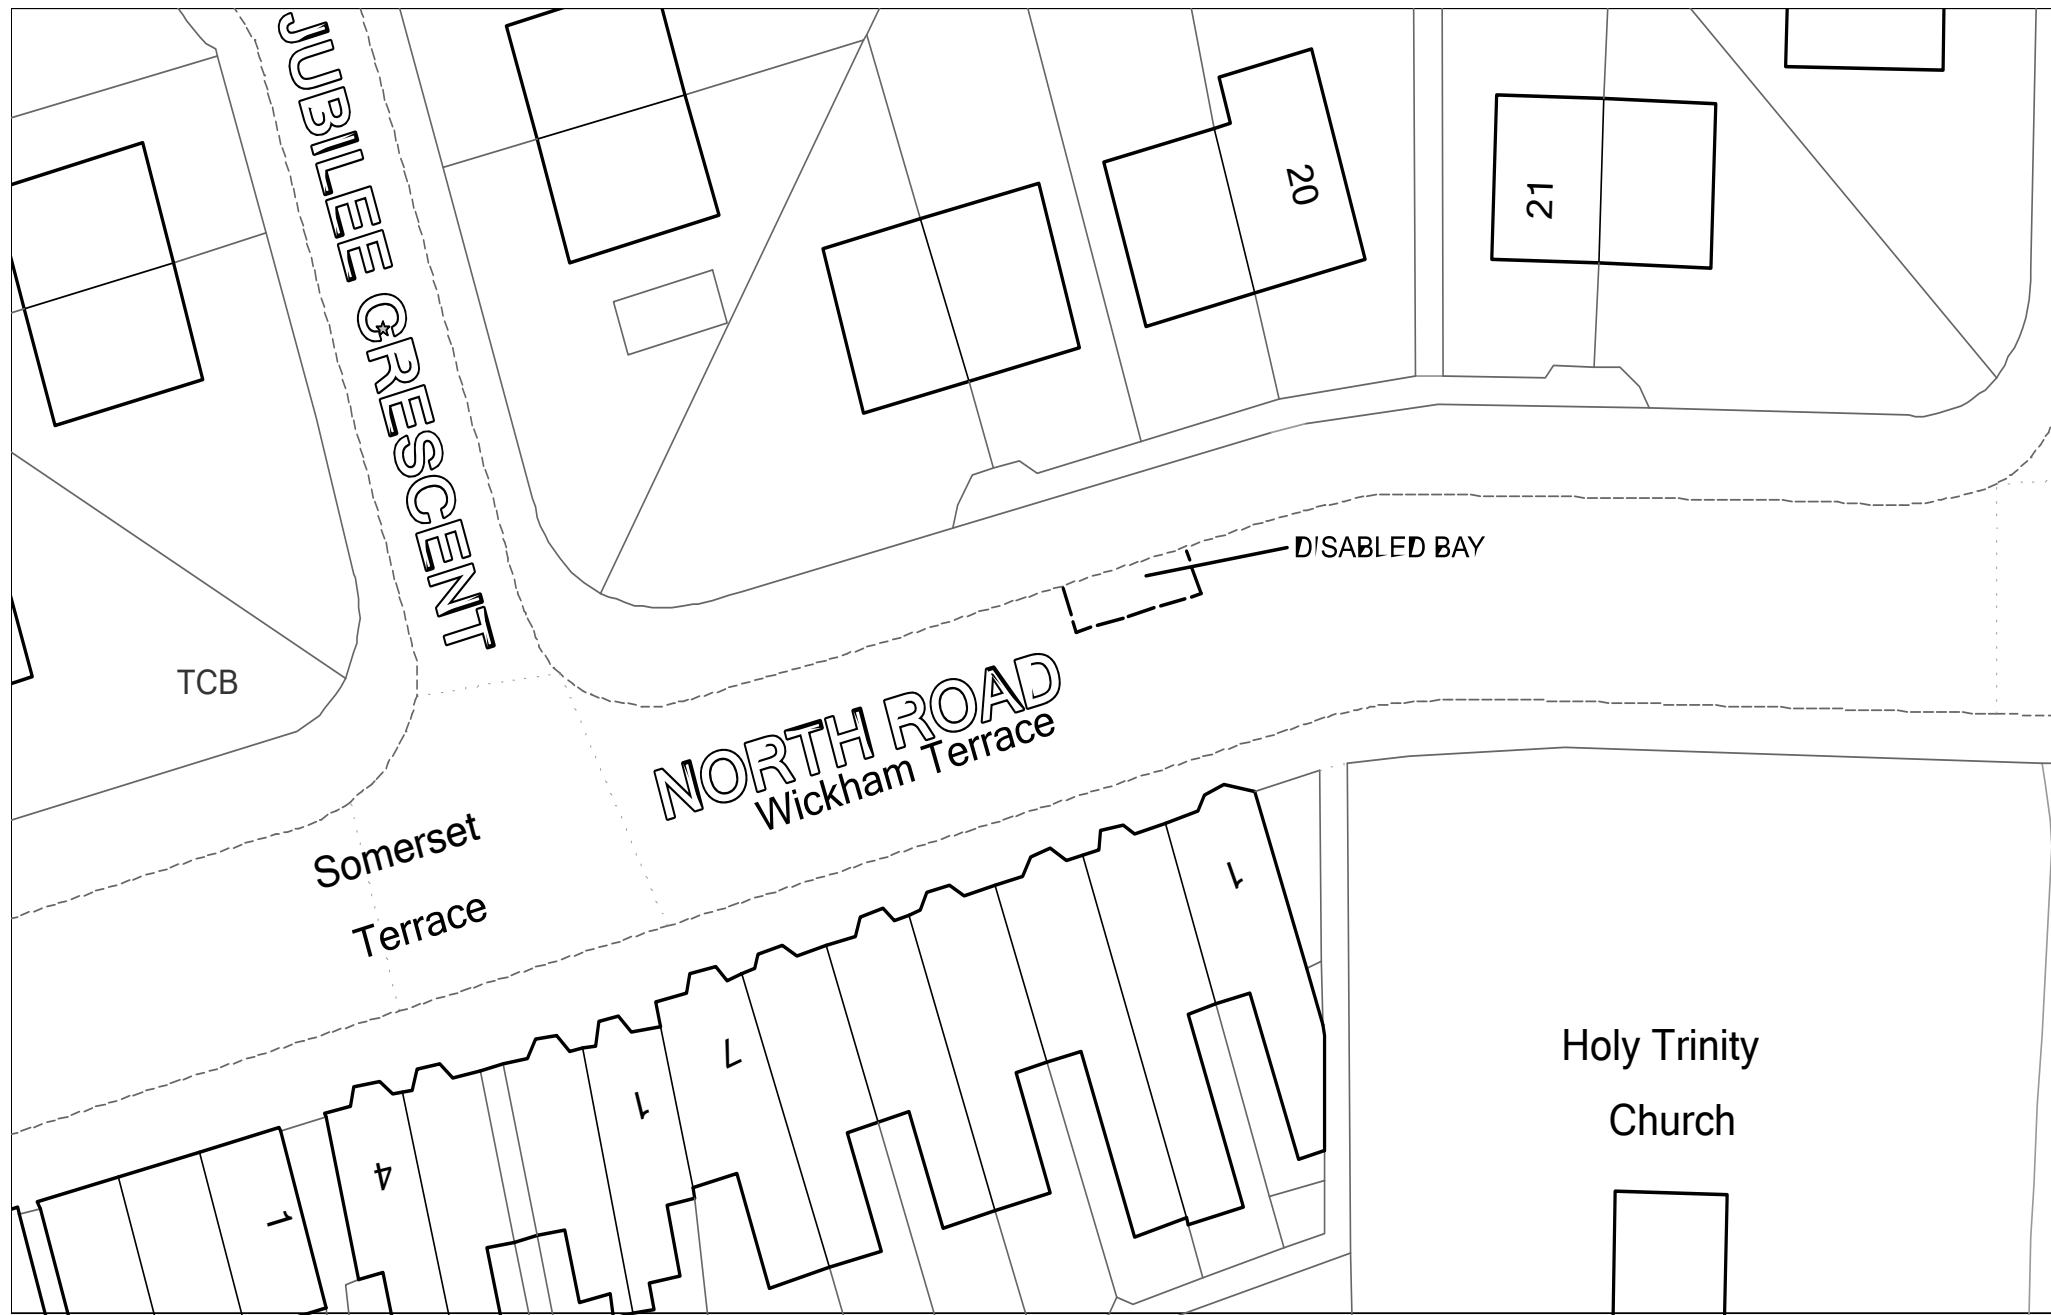 JUBILEE CRESCENT
20
21
DISABLED BAY
TCB
NORTH ROAD
Wickham Terrace
Somerset
Terrace
1
7
1
4
1
Holy Trinity
Church